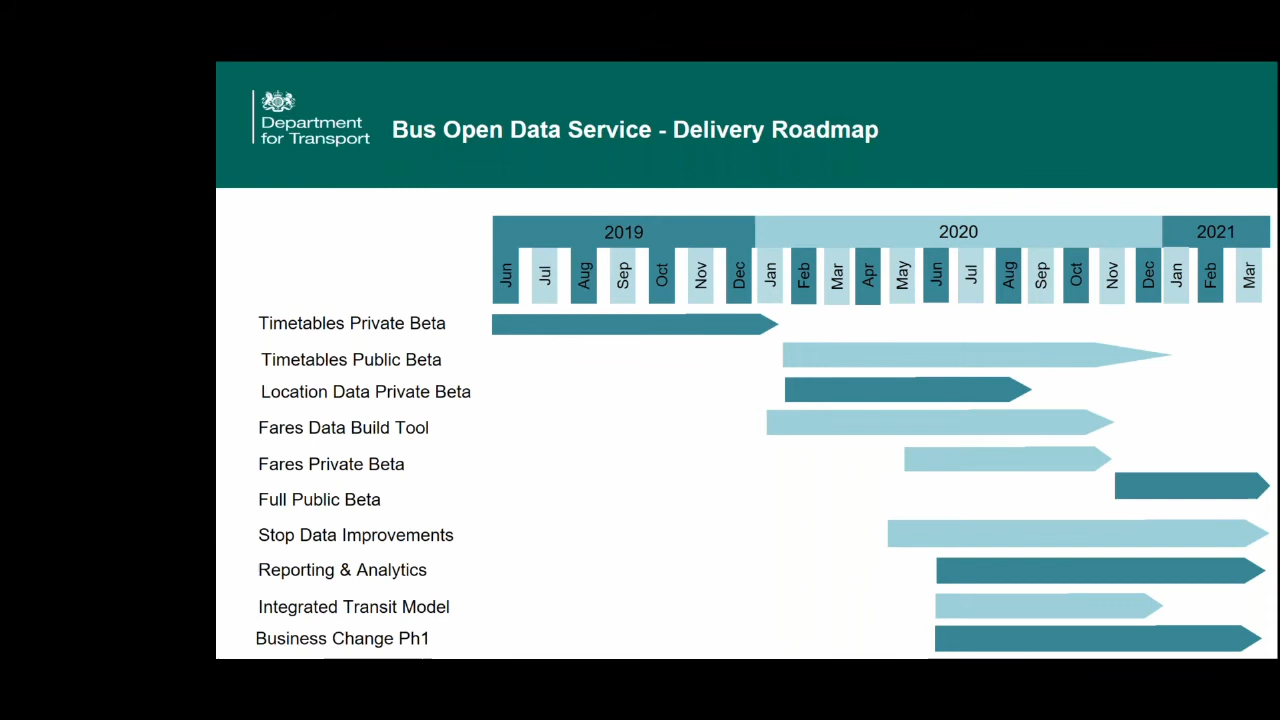 Department
for Transport
Bus Open Data Service - Delivery Roadmap
2019 2020 2021
Jun Jul Aug Sep Oct Nov Dec Jan Feb Mar Apr May Jun Jul Aug Sep Oct Nov Dec Jan Feb Mar
Timetables Private Beta
Timetables Public Beta
Location Data Private Beta
Fares Data Build Tool
Fares Private Beta
Full Public Beta
Stop Data Improvements
Reporting & Analytics
Integrated Transit Model
Business Change Ph1